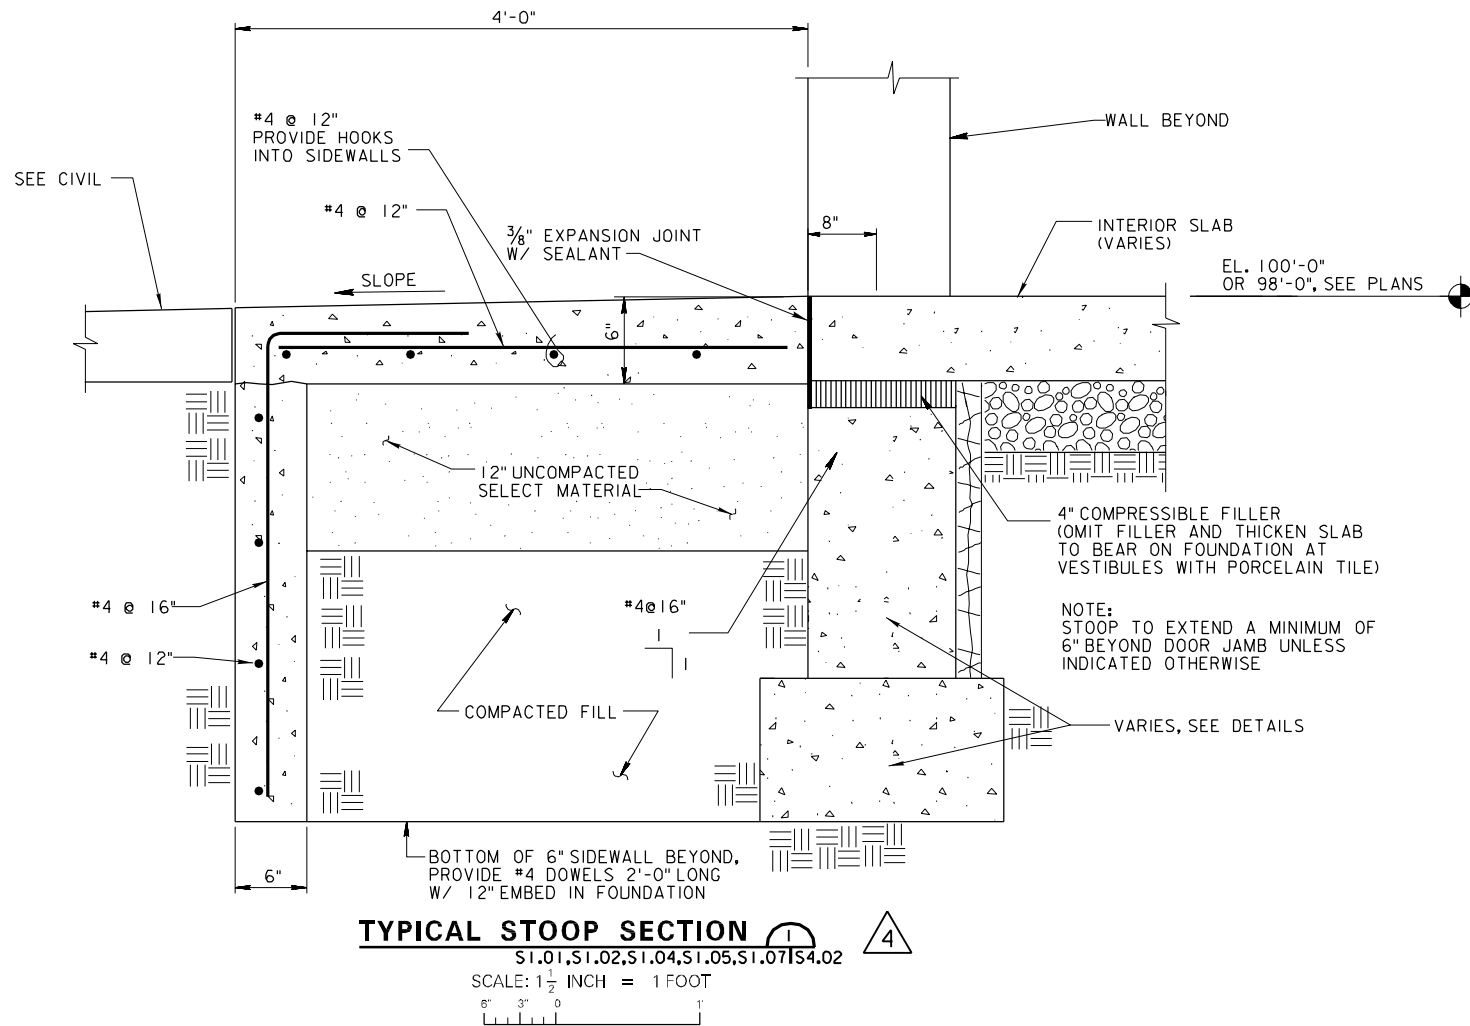 4'-0"
#4 @ 12"
PROVIDE HOOKS
INTO SIDEWALLS
WALL BEYOND
SEE CIVIL
#4 @ 12"
3/8" EXPANSION JOINT
W/ SEALANT
8"
INTERIOR SLAB
(VARIES)
EL. 100'-0"
OR 98'-0", SEE PLANS
SLOPE
6"
12" UNCOMPACTED
SELECT MATERIAL
4" COMPRESSIBLE FILLER
(OMIT FILLER AND THICKEN SLAB
TO BEAR ON FOUNDATION AT
VESTIBULES WITH PORCELAIN TILE)
#4 @ 16"
#4@16"
NOTE:
STOOP TO EXTEND A MINIMUM OF
6" BEYOND DOOR JAMB UNLESS
INDICATED OTHERWISE
1
1
#4 @ 12"
COMPACTED FILL
VARIES, SEE DETAILS
BOTTOM OF 6" SIDEWALL BEYOND,
PROVIDE #4 DOWELS 2'-0" LONG
W/ 12" EMBED IN FOUNDATION
6"
TYPICAL STOOP SECTION 1
4
S1.01,S1.02,S1.04,S1.05,S1.07|S4.02
SCALE: 1 1/2 INCH = 1 FOOT
6" 3" 0 1'